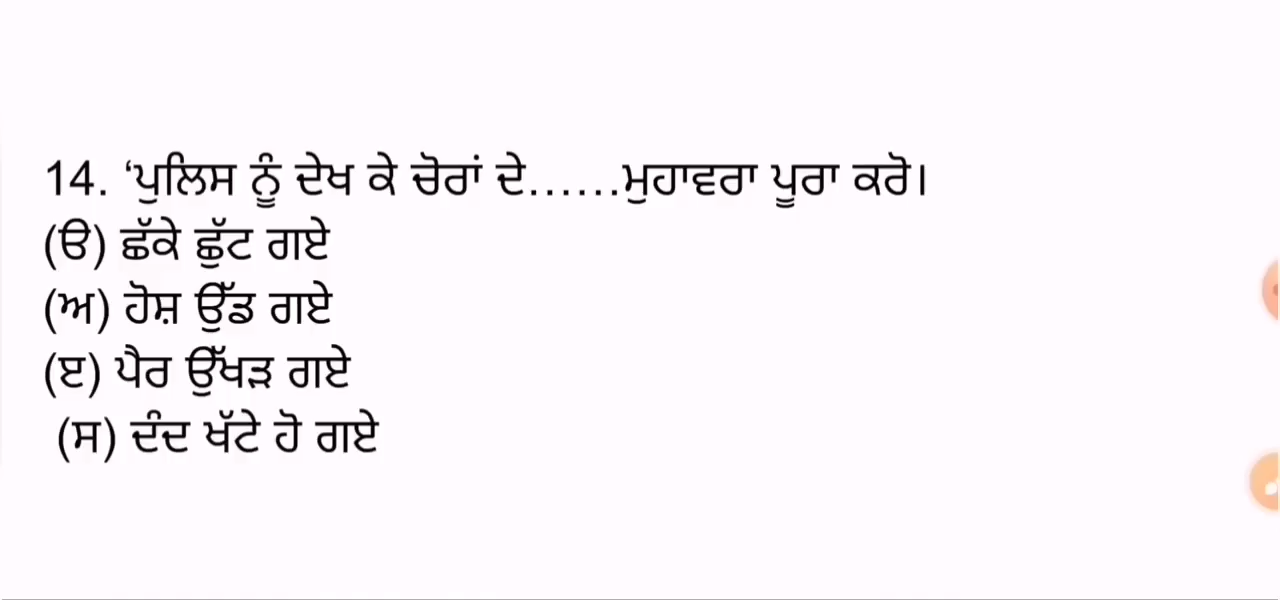 14. ‘ਪੁਲਿਸ ਨੂੰ ਦੇਖ ਕੇ ਚੋਰਾਂ ਦੇ......ਮੁਹਾਵਰਾ ਪੂਰਾ ਕਰੋ।
(ੳ) ਛੱਕੇ ਛੁੱਟ ਗਏ
(ਅ) ਹੋਸ਼ ਉੱਡ ਗਏ
(ੲ) ਪੈਰ ਉੱਖੜ ਗਏ
(ਸ) ਦੰਦ ਖੱਟੇ ਹੋ ਗਏ